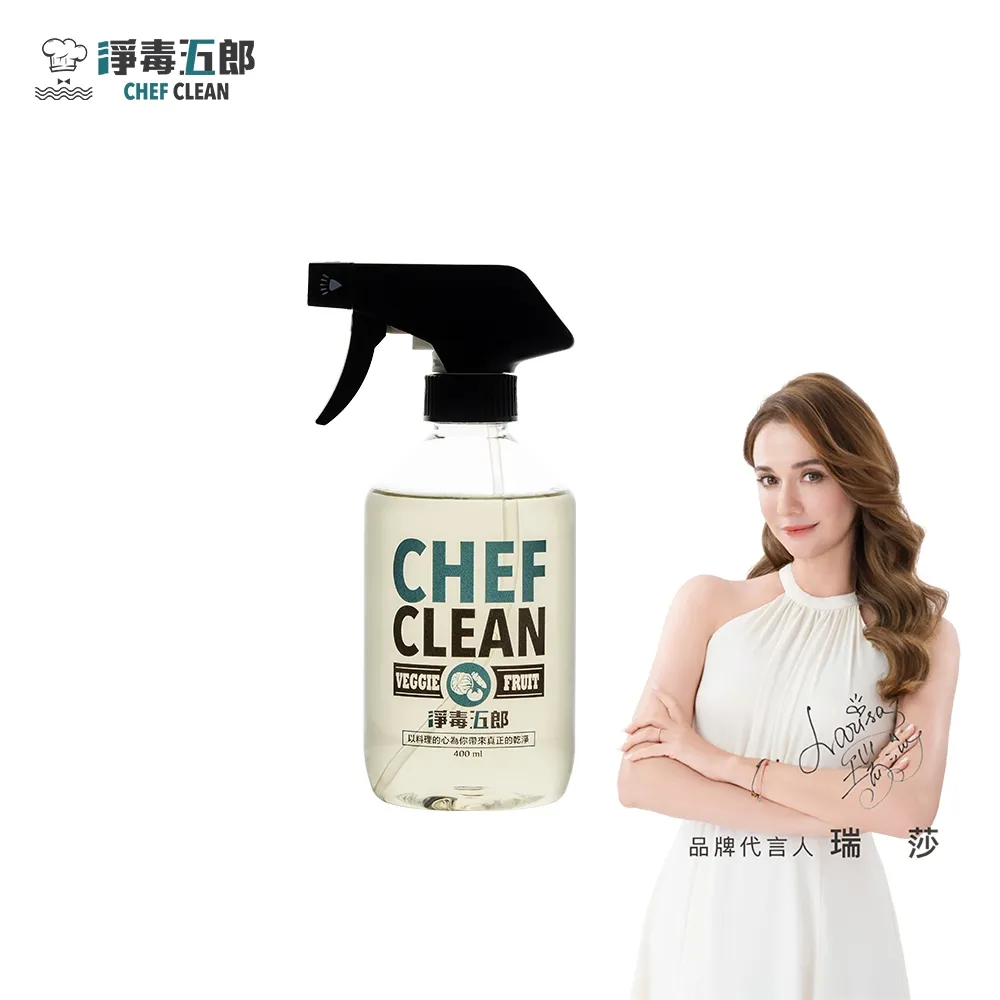 淨毒五郎
CHEF CLEAN
CHEF
CLEAN
VEGGIE FRUIT
淨毒五郎
以料理的心為你帶來真正的乾淨
400 ml
Larisa
品牌代言人 瑞莎